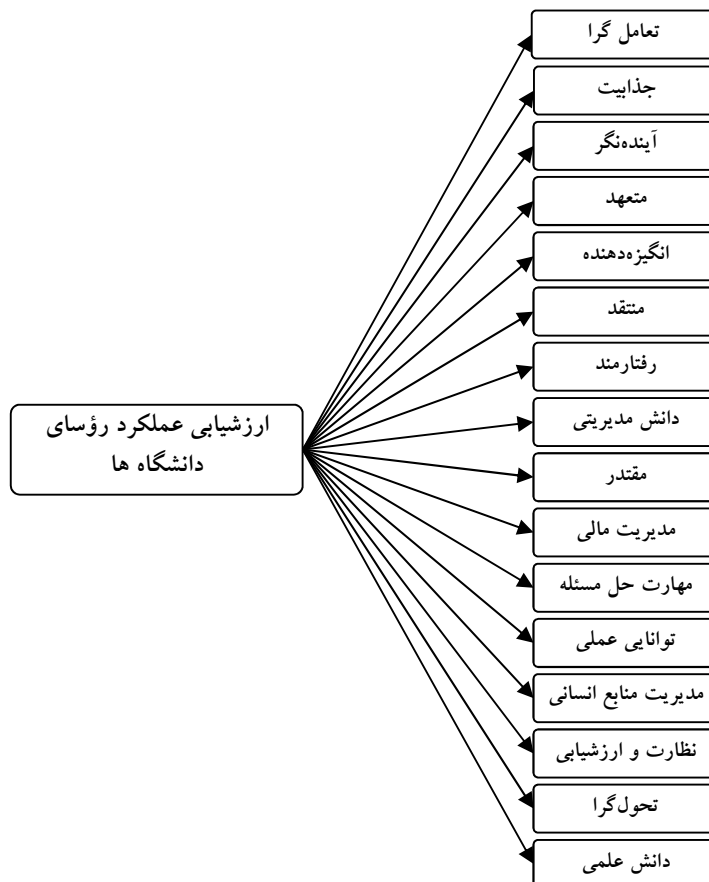 تعامل گرا
جذابیت
آینده‌نگر
متعهد
انگیزه‌دهنده
منتقد
رفتارمند
ارزشیابی عملکرد رؤسای
دانشگاه ها
دانش مدیریتی
مقتدر
مدیریت مالی
مهارت حل مسئله
توانایی عملی
مدیریت منابع انسانی
نظارت و ارزشیابی
تحول‌گرا
دانش علمی